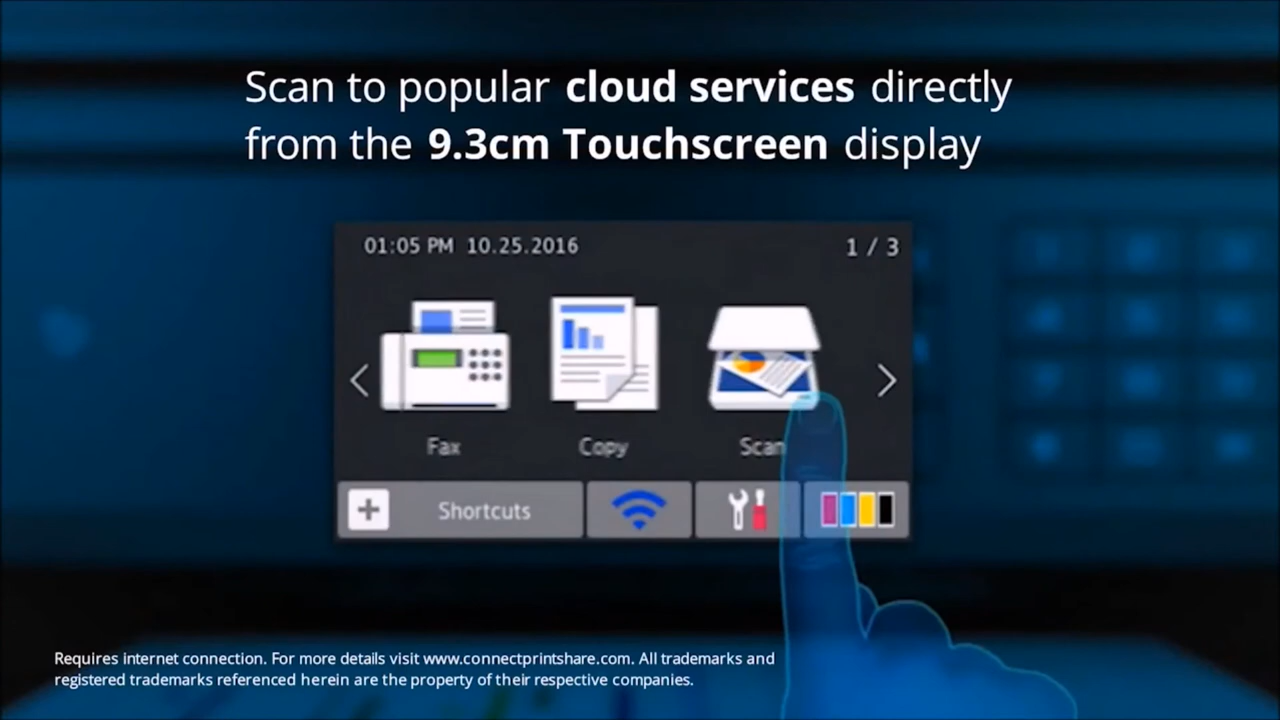 Scan to popular cloud services directly
from the 9.3cm Touchscreen display
01:05 PM 10.25.2016
1 / 3
Fax
Copy
Scan
Shortcuts
Requires internet connection. For more details visit www.connectprintshare.com. All trademarks and
registered trademarks referenced herein are the property of their respective companies.